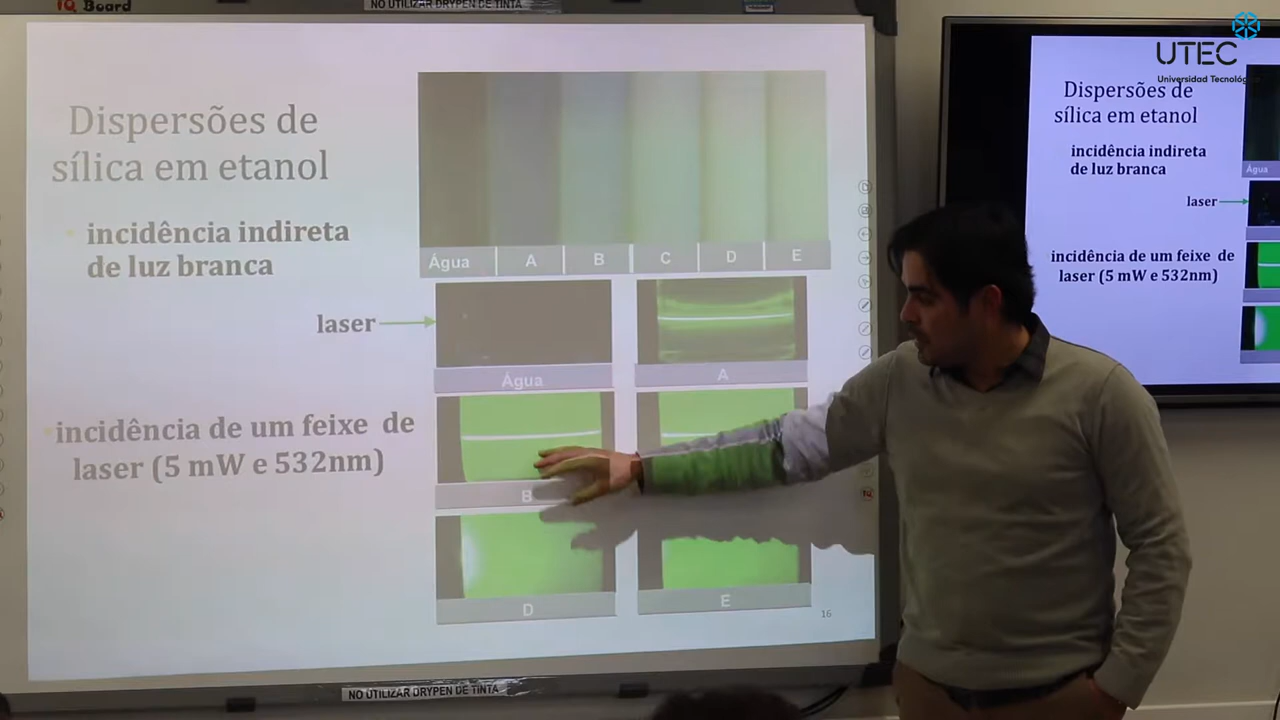 iQ Board
NO UTILIZAR DRYPEN DE TINTA
Dispersões de
sílica em etanol
incidência indireta
de luz branca
Água A B C D E
laser
Água
A
incidência de um feixe de
laser (5 mW e 532nm)
B
D
E
16
NO UTILIZAR DRYPEN DE TINTA
UTEC
Dispersões de
sílica em etanol
incidência indireta
de luz branca
Água
laser
incidência de um feixe de
laser (5 mW e 532nm)